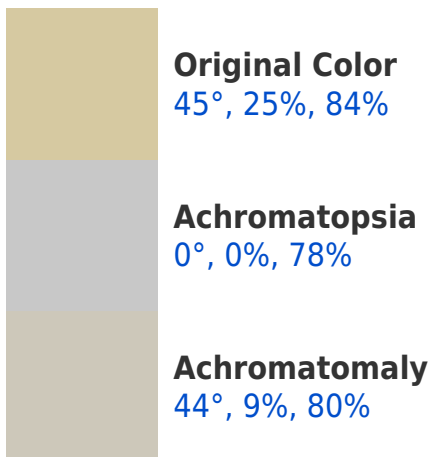 Original Color
45°, 25%, 84%
Achromatopsia
0°, 0%, 78%
Achromatomaly
44°, 9%, 80%